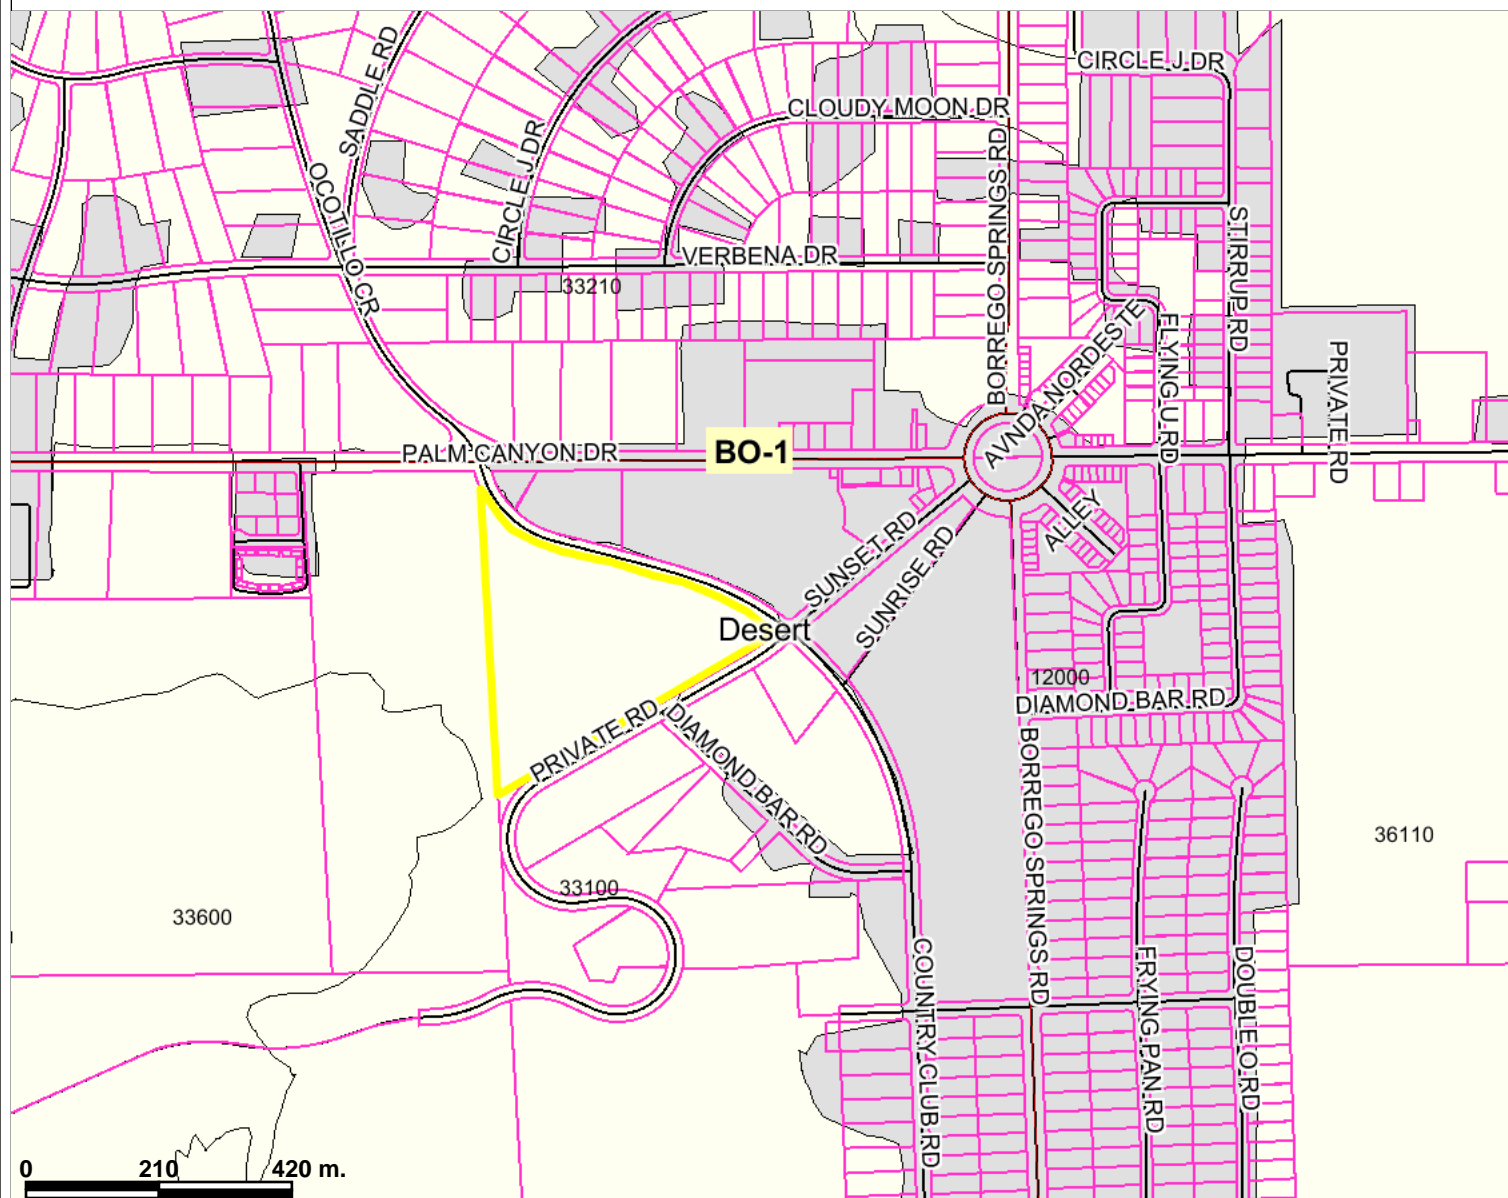 CIRCLE J DR
SADDLE RD
CLOUDY MOON DR
CIRCLE J DR
BORREGO SPRINGS RD
OCOTILLO CR
STIRRUP RD
VERBENA DR
33210
AVNDA NORDESTE
FLYING U RD
PRIVATE RD
PALM CANYON DR
BO-1
ALLEY
SUNSET RD
SUNRISE RD
Desert
12000
DIAMOND BAR RD
PRIVATE RD
DIAMOND BAR RD
BORREGO SPRINGS RD
36110
33100
33600
COUNTRY CLUB RD
FRYING PAN RD
DOUBLE O RD
0 210 420 m.